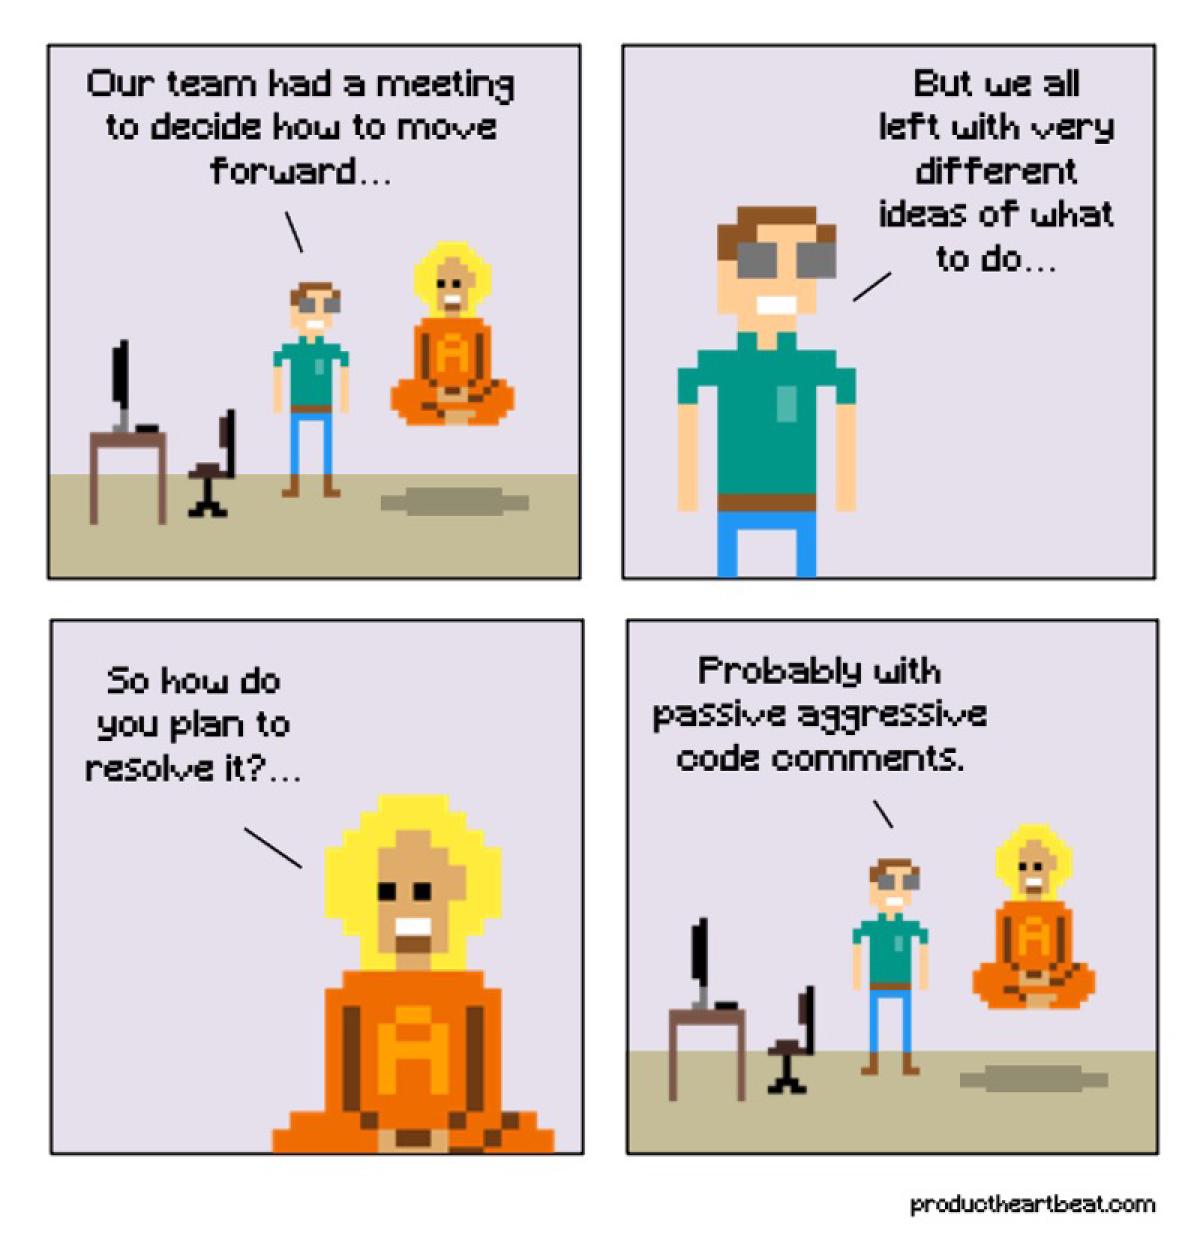 Our team had a meeting
to decide how to move
forward...
But we all
left with very
different
ideas of what
to do...
So how do
you plan to
resolve it?...
Probably with
passive aggressive
code comments.
productheartbeat.com